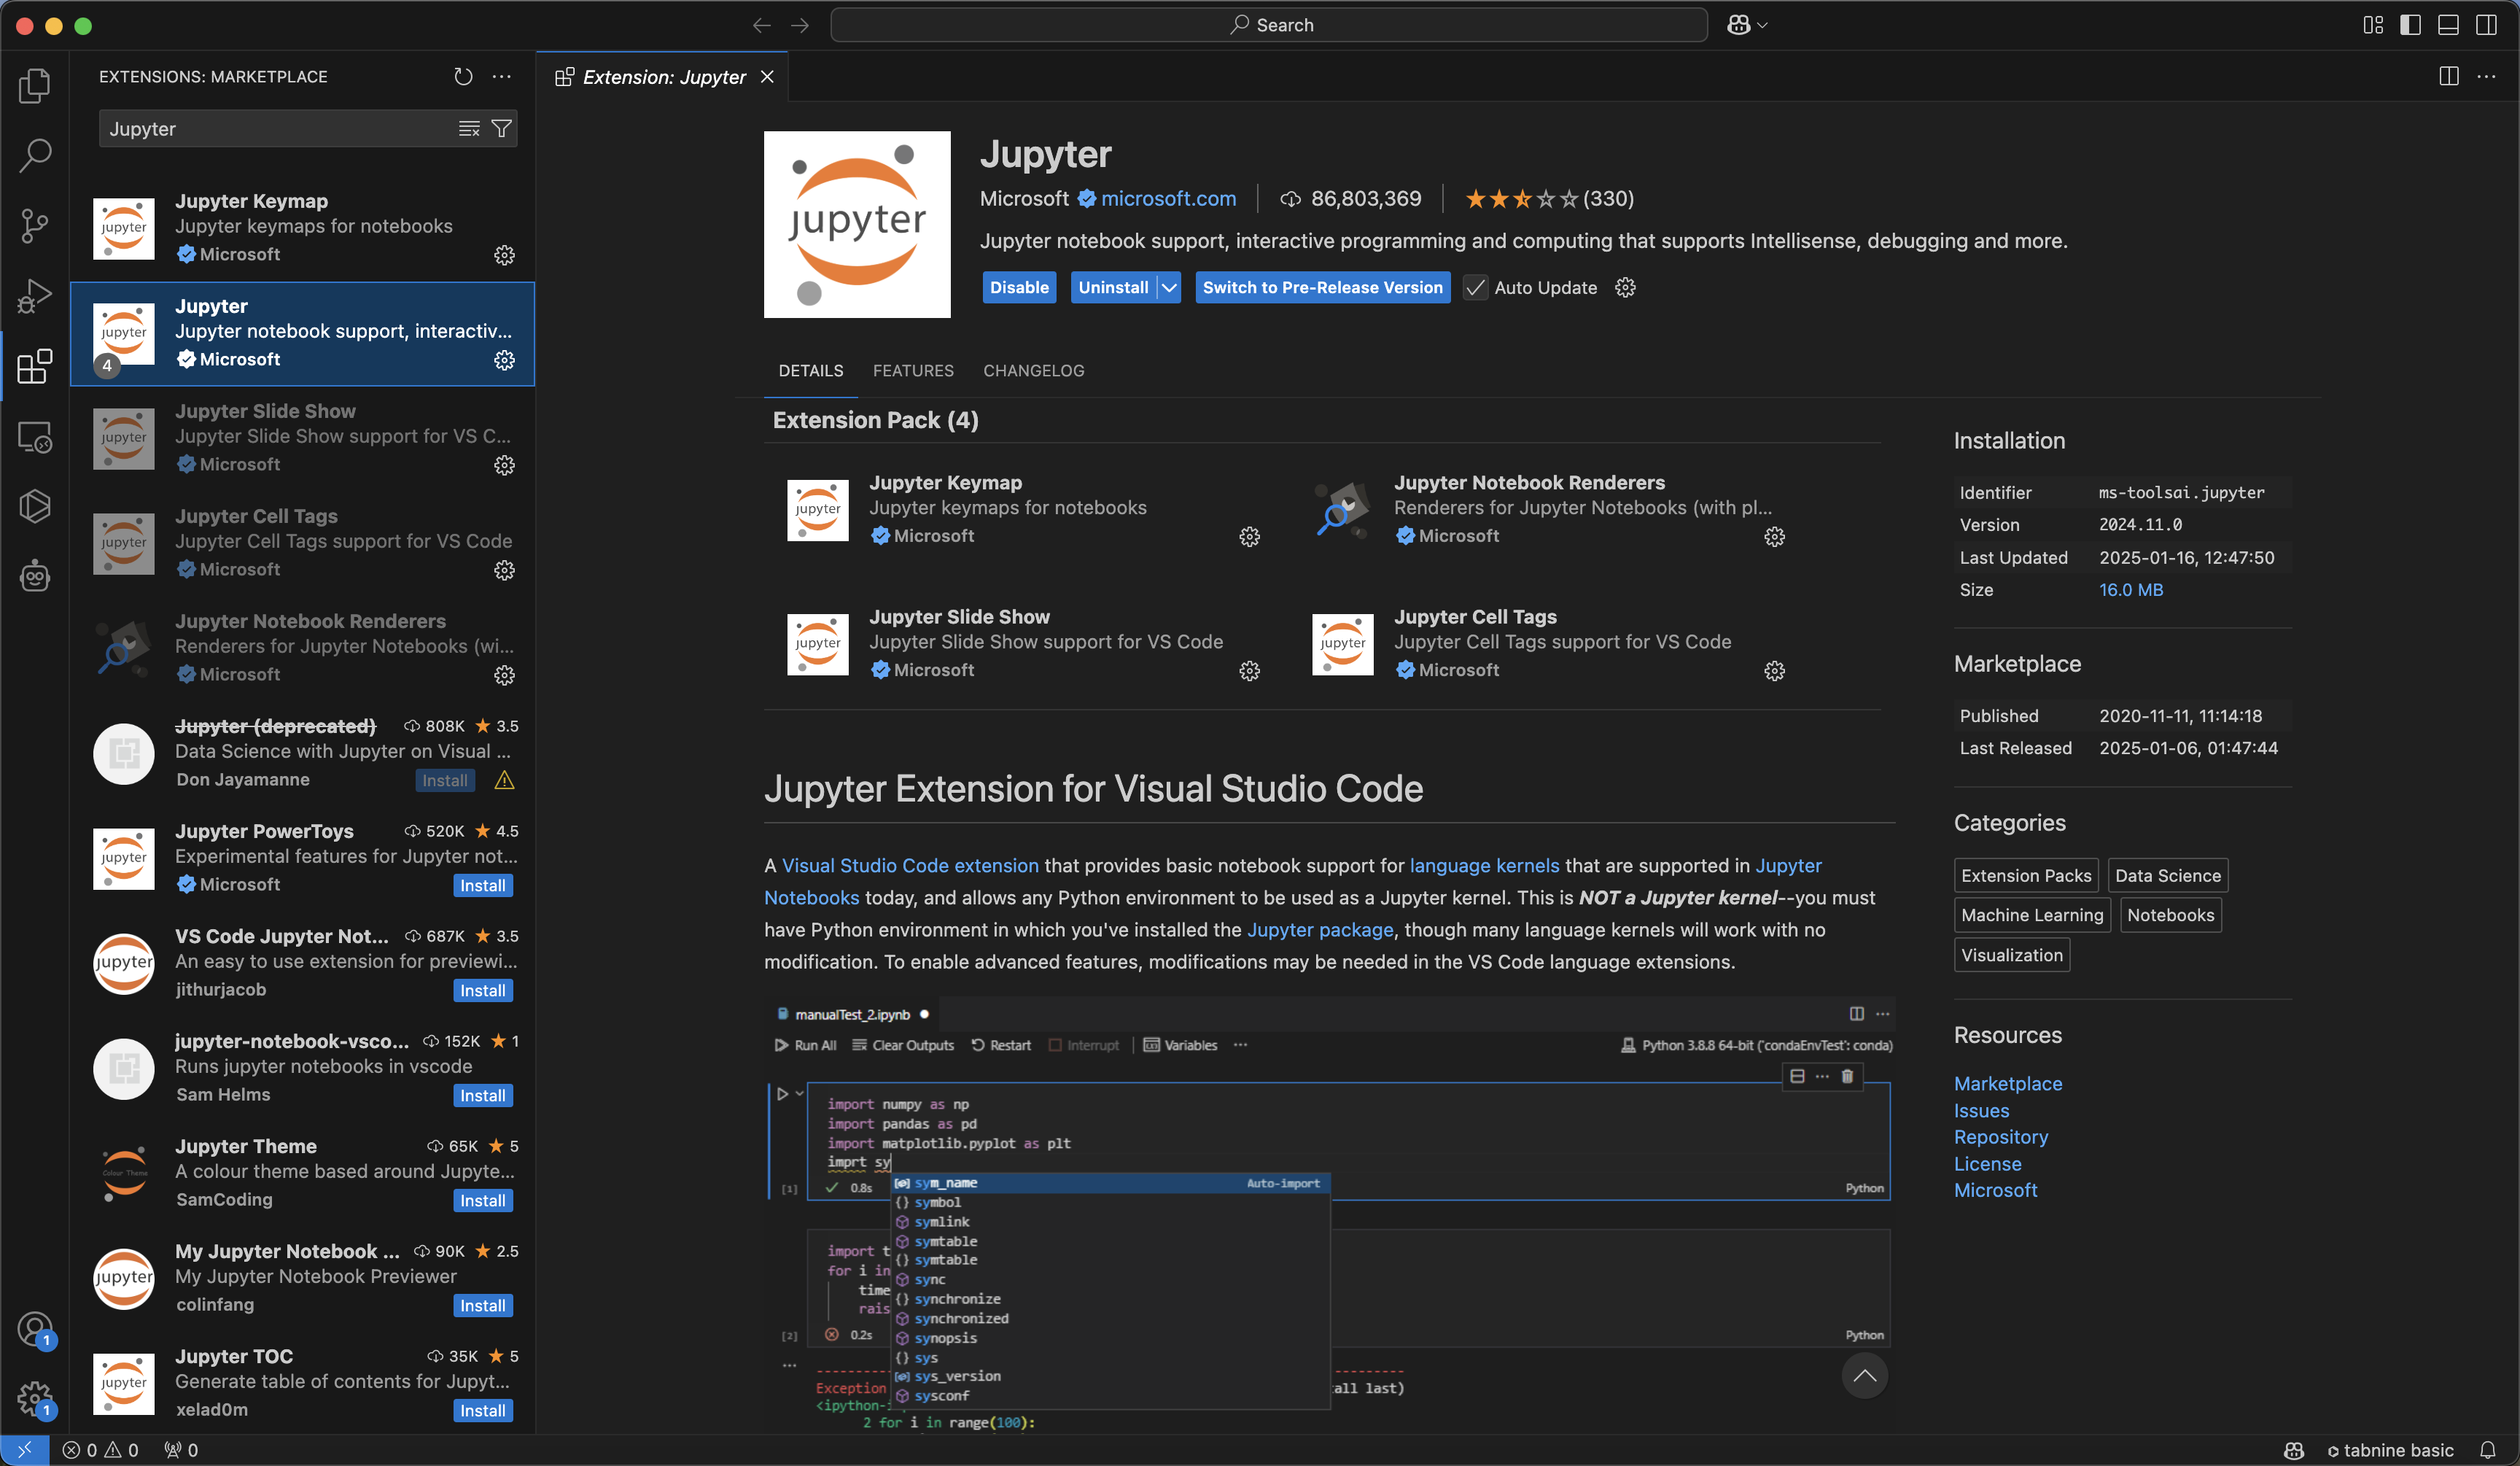 Search
EXTENSIONS: MARKETPLACE
Jupyter
Jupyter Keymap
Jupyter keymaps for notebooks
Microsoft
Jupyter
Jupyter notebook support, interactiv...
Microsoft
4
Jupyter Slide Show
Jupyter Slide Show support for VS C...
Microsoft
Jupyter Cell Tags
Jupyter Cell Tags support for VS Code
Microsoft
Jupyter Notebook Renderers
Renderers for Jupyter Notebooks (wi...
Microsoft
Jupyter (deprecated) 808K 3.5
Data Science with Jupyter on Visual ...
Don Jayamanne Install
Jupyter PowerToys 520K 4.5
Experimental features for Jupyter not...
Microsoft Install
VS Code Jupyter Not... 687K 3.5
An easy to use extension for previewi...
jithurjacob Install
jupyter-notebook-vsco... 152K 1
Runs jupyter notebooks in vscode
Sam Helms Install
Jupyter Theme 65K 5
A colour theme based around Jupyte...
SamCoding Install
My Jupyter Notebook ... 90K 2.5
My Jupyter Notebook Previewer
colinfang Install
Jupyter TOC 35K 5
Generate table of contents for Jupyt...
xelad0m Install
1
1
Extension: Jupyter
jupyter
Jupyter
Microsoft microsoft.com 86,803,369 (330)
Jupyter notebook support, interactive programming and computing that supports Intellisense, debugging and more.
Disable Uninstall Switch to Pre-Release Version Auto Update
DETAILS FEATURES CHANGELOG
Extension Pack (4)
Jupyter Keymap
Jupyter keymaps for notebooks
Microsoft
Jupyter Notebook Renderers
Renderers for Jupyter Notebooks (with pl...
Microsoft
Jupyter Slide Show
Jupyter Slide Show support for VS Code
Microsoft
Jupyter Cell Tags
Jupyter Cell Tags support for VS Code
Microsoft
Jupyter Extension for Visual Studio Code
A Visual Studio Code extension that provides basic notebook support for language kernels that are supported in Jupyter
Notebooks today, and allows any Python environment to be used as a Jupyter kernel. This is NOT a Jupyter kernel--you must
have Python environment in which you've installed the Jupyter package, though many language kernels will work with no
modification. To enable advanced features, modifications may be needed in the VS Code language extensions.
manualTest_2.ipynb
Run All Clear Outputs Restart Interrupt Variables ... Python 3.8.8 64-bit ('condaEnvTest': conda)
import numpy as np
import pandas as pd
import matplotlib.pyplot as plt
imprt sy
[1] 0.8s Python
sym_name Auto-import
symbol
symlink
symtable
symtable
sync
synchronize
synchronized
synopsis
sys
sys_version
sysconf
import t
for i in
time
rais
[2] 0.2s Python
Exception all last)
<ipython-
2 for i in range(100):
Installation
Identifier ms-toolsai.jupyter
Version 2024.11.0
Last Updated 2025-01-16, 12:47:50
Size 16.0 MB
Marketplace
Published 2020-11-11, 11:14:18
Last Released 2025-01-06, 01:47:44
Categories
Extension Packs Data Science
Machine Learning Notebooks
Visualization
Resources
Marketplace
Issues
Repository
License
Microsoft
0 0 0
tabnine basic